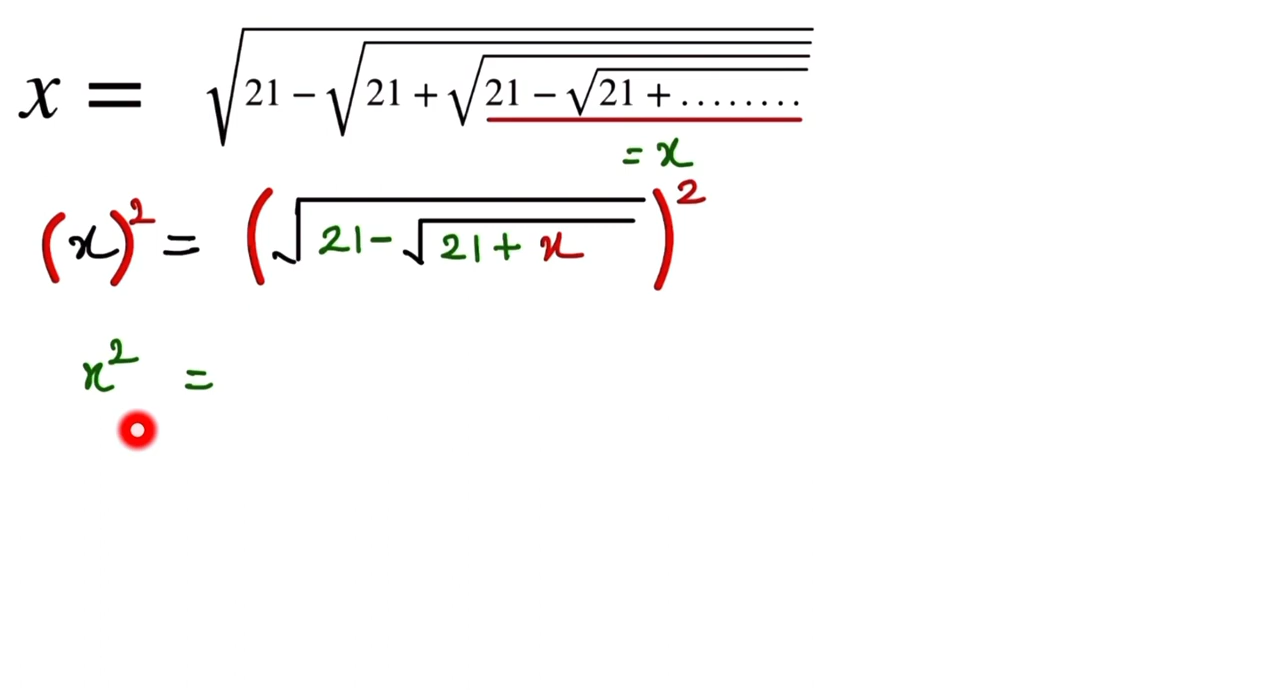 x = √(21 − √(21 + √(21 − √(21 + ........
= x
(x)² = (√(21 − √(21 + x)))²
x² =